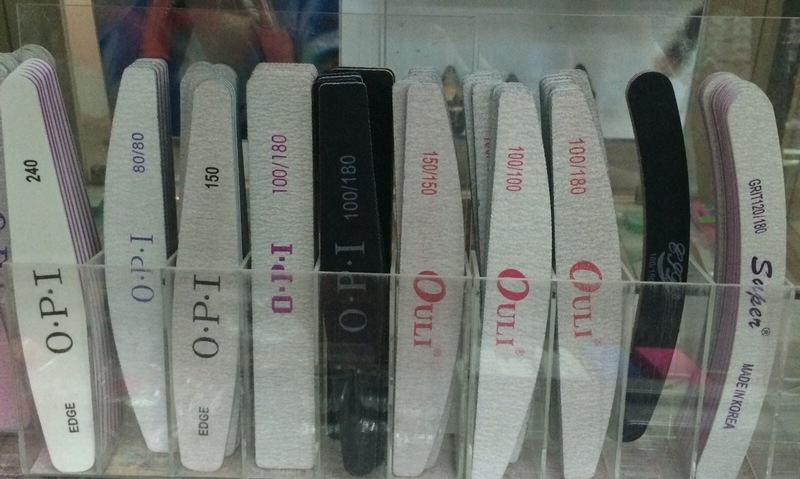 240
O·P·I
EDGE
80/80
O·P·I
150
O·P·I
EDGE
100/180
O·P·I
100/180
O·P·I
150/150
OULI®
100/100
OULI®
100/180
OULI®
GRIT120/180
Super®
MADE IN KOREA